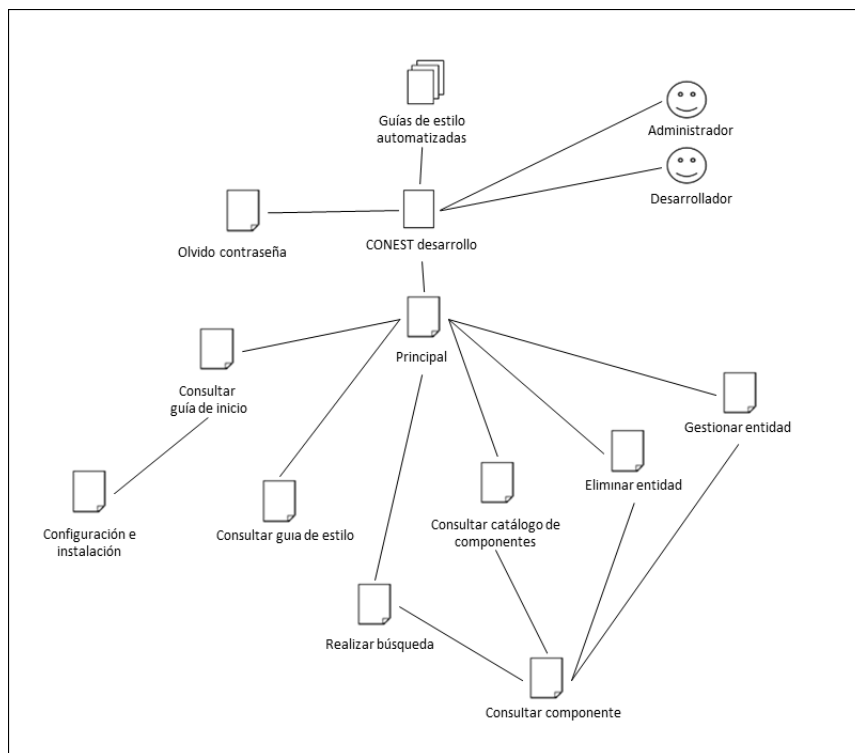 Guías de estilo
automatizadas
Administrador
Desarrollador
Olvido contraseña
CONEST desarrollo
Principal
Consultar
guía de inicio
Gestionar entidad
Eliminar entidad
Configuración e
instalación
Consultar guia de estilo
Consultar catálogo de
componentes
Realizar búsqueda
Consultar componente